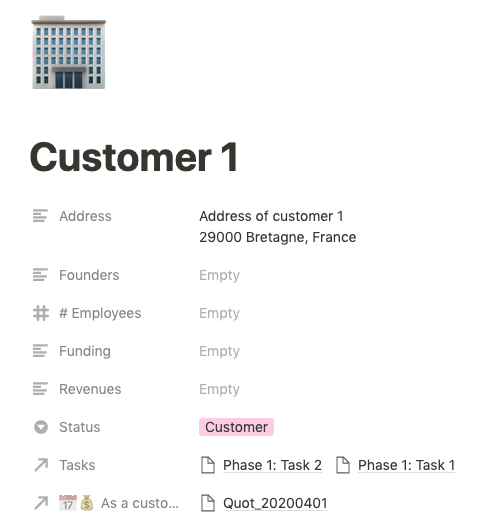 Customer 1
Address Address of customer 1
29000 Bretagne, France
Founders Empty
# Employees Empty
Funding Empty
Revenues Empty
Status Customer
Tasks Phase 1: Task 2 Phase 1: Task 1
As a custo... Quot_20200401